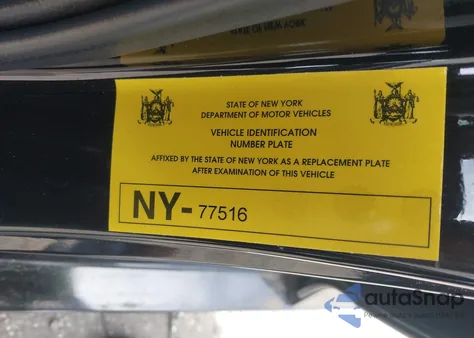 STATE OF NEW YORK
DEPARTMENT OF MOTOR VEHICLES
VEHICLE IDENTIFICATION
NUMBER PLATE
AFFIXED BY THE STATE OF NEW YORK AS A REPLACEMENT PLATE
AFTER EXAMINATION OF THIS VEHICLE
NY-77516
autoSnap